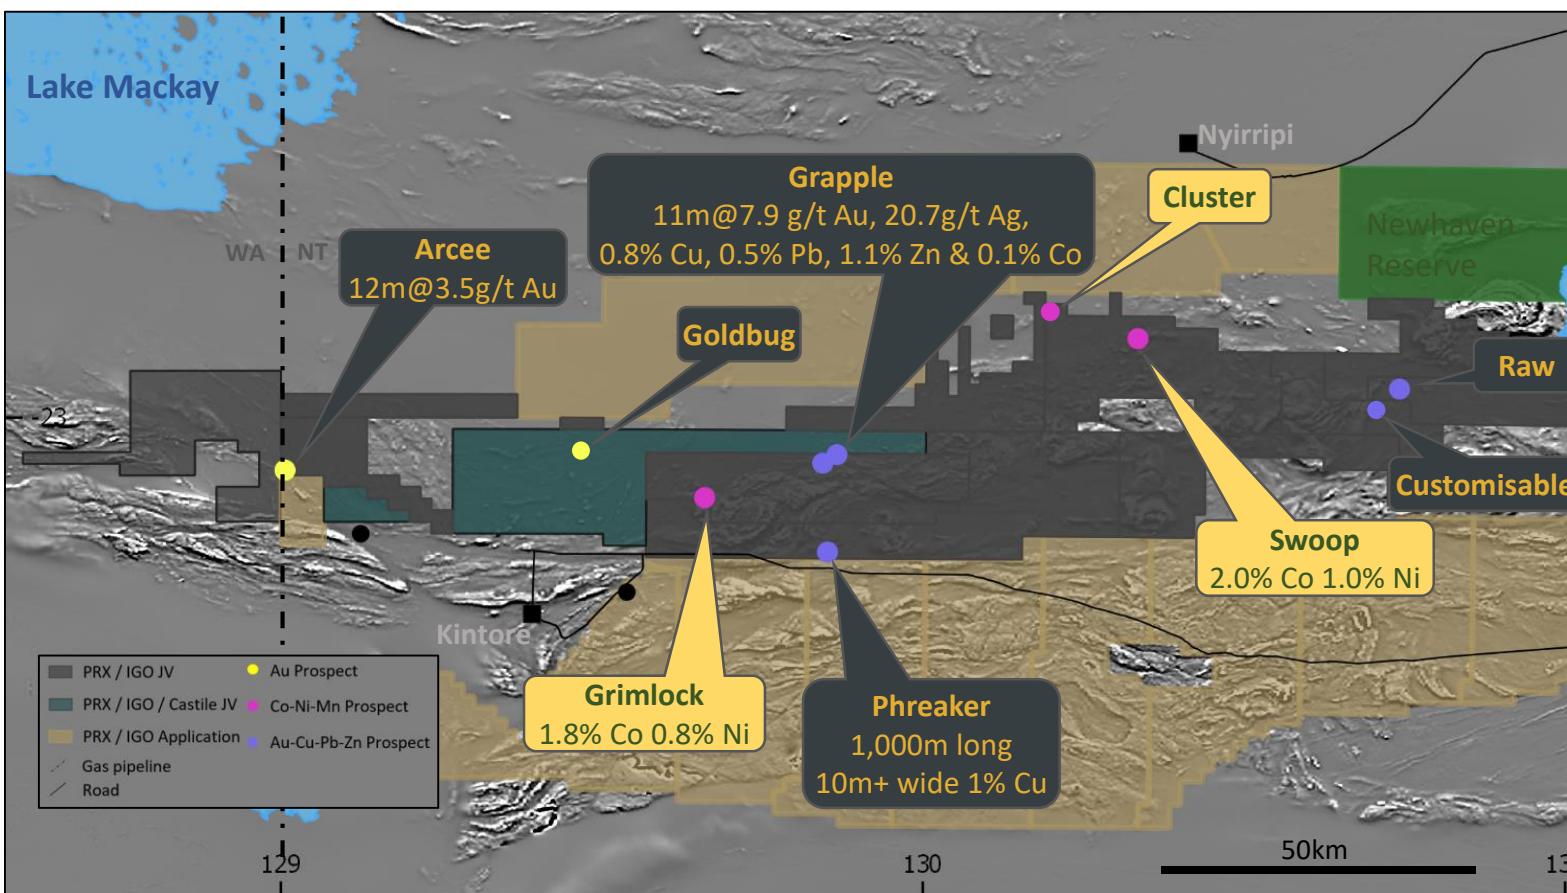 Lake Mackay
Nyirripi
Grapple
11m@7.9 g/t Au, 20.7g/t Ag,
0.8% Cu, 0.5% Pb, 1.1% Zn & 0.1% Co
Cluster
Newhaven
Reserve
WA
NT
Arcee
12m@3.5g/t Au
Goldbug
Raw
-23
Customisable
Swoop
2.0% Co 1.0% Ni
Kintore
Grimlock
1.8% Co 0.8% Ni
Phreaker
1,000m long
10m+ wide 1% Cu
PRX / IGO JV
PRX / IGO / Castile JV
PRX / IGO Application
Gas pipeline
Road
Au Prospect
Co-Ni-Mn Prospect
Au-Cu-Pb-Zn Prospect
129
130
50km